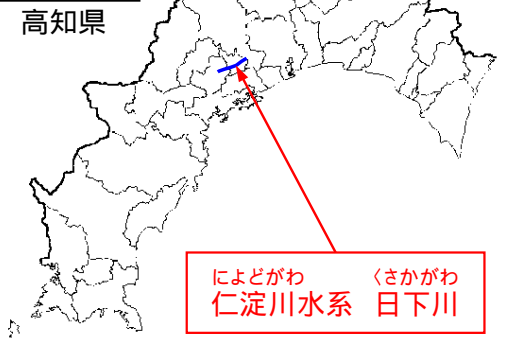 高知県
によどがわ くさかがわ
仁淀川水系 日下川